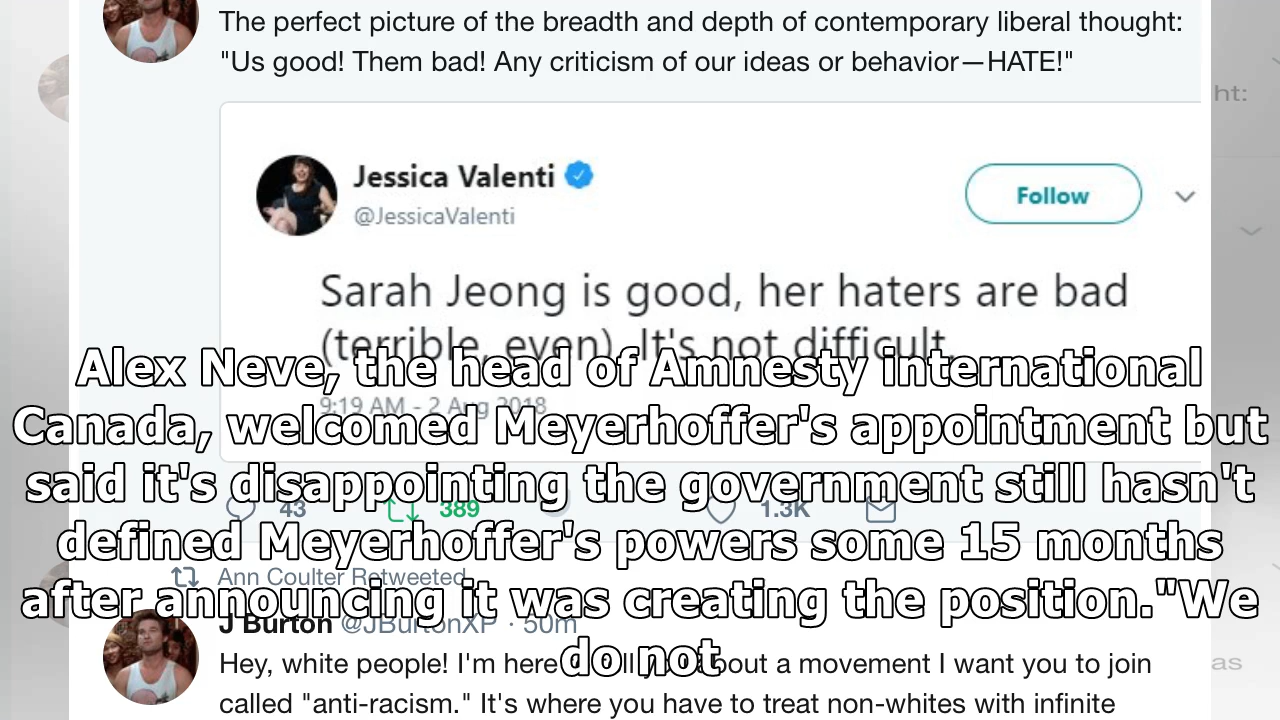 The perfect picture of the breadth and depth of contemporary liberal thought:
"Us good! Them bad! Any criticism of our ideas or behavior—HATE!"
ht:
Jessica Valenti
@JessicaValenti
Follow
Sarah Jeong is good, her haters are bad
(terrible, even). It's not difficult.
9:19 AM - 2 Aug 2018
Alex Neve, the head of Amnesty international
Canada, welcomed Meyerhoffer's appointment but
said it's disappointing the government still hasn't
defined Meyerhoffer's powers some 15 months
after announcing it was creating the position."We
do not
43 389 1.3K
Ann Coulter Retweeted
J Burton @JBurtonXP · 50m
Hey, white people! I'm here about a movement I want you to join
as
called "anti-racism." It's where you have to treat non-whites with infinite